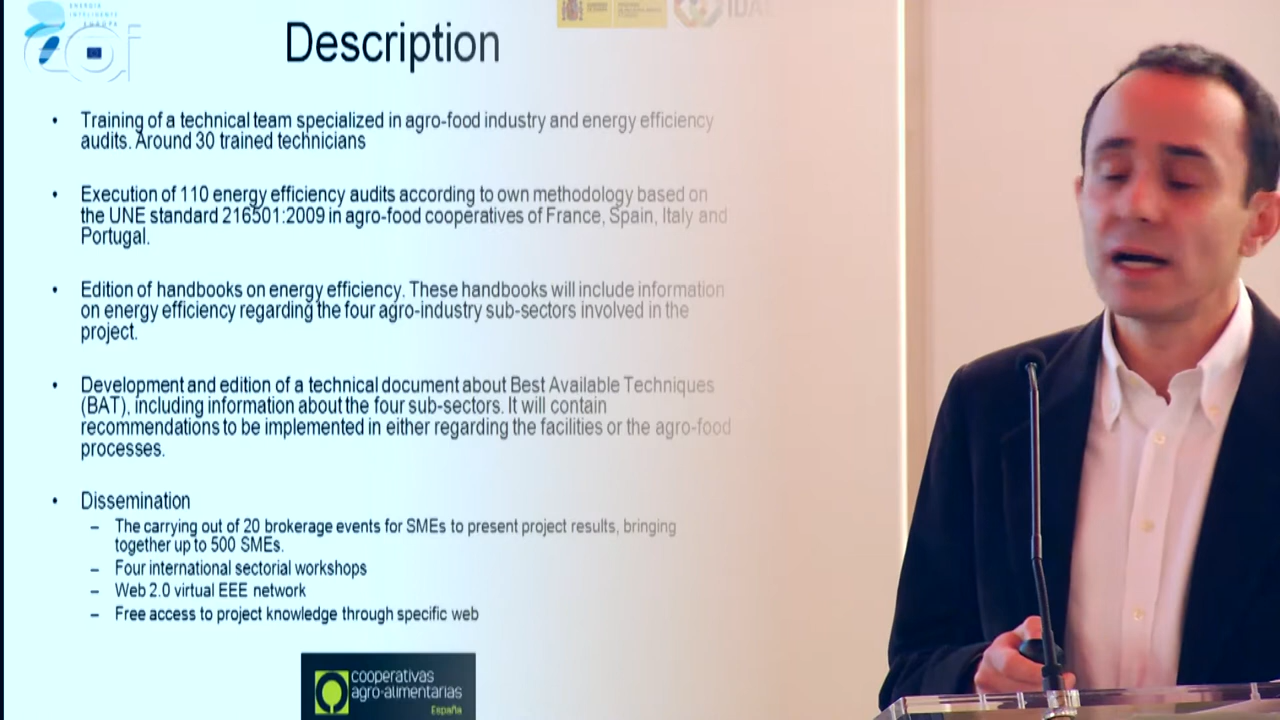 ENERGIE
INTELIGENTE
EUROPA
Description
• Training of a technical team specialized in agro-food industry and energy efficiency
audits. Around 30 trained technicians
• Execution of 110 energy efficiency audits according to own methodology based on
the UNE standard 216501:2009 in agro-food cooperatives of France, Spain, Italy and
Portugal.
• Edition of handbooks on energy efficiency. These handbooks will include information
on energy efficiency regarding the four agro-industry sub-sectors involved in the
project.
• Development and edition of a technical document about Best Available Techniques
(BAT), including information about the four sub-sectors. It will contain
recommendations to be implemented in either regarding the facilities or the agro-food
processes.
• Dissemination
– The carrying out of 20 brokerage events for SMEs to present project results, bringing
together up to 500 SMEs.
– Four international sectorial workshops
– Web 2.0 virtual EEE network
– Free access to project knowledge through specific web
cooperativas
agro-alimentarias
España